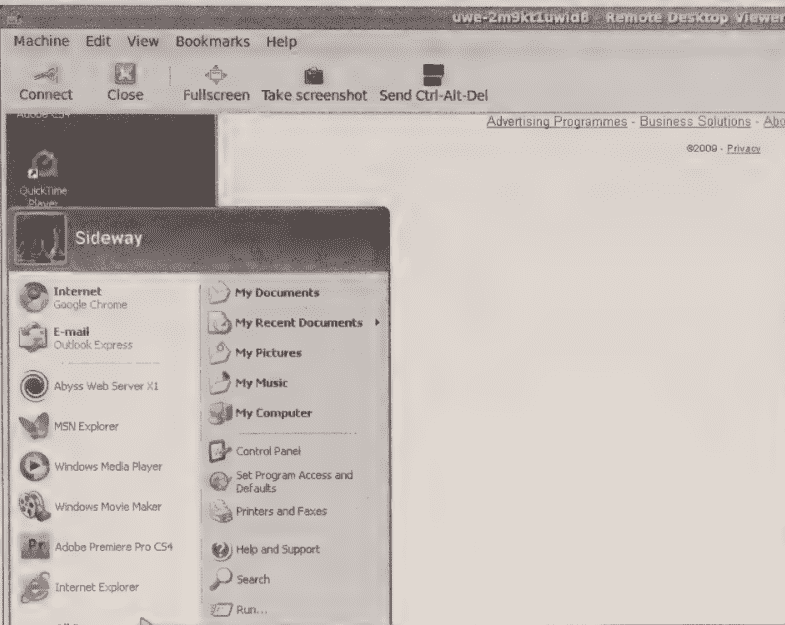 uwe-2m9kt1uwid6 - Remote Desktop Viewer
Machine Edit View Bookmarks Help
Connect Close Fullscreen Take screenshot Send Ctrl-Alt-Del
Adobe CS4
Advertising Programmes - Business Solutions - Abo
©2009 - Privacy
QuickTime
Player
Sideway
Internet
Google Chrome
E-mail
Outlook Express
Abyss Web Server X1
MSN Explorer
Windows Media Player
Windows Movie Maker
Pr Adobe Premiere Pro CS4
Internet Explorer
My Documents
My Recent Documents
My Pictures
My Music
My Computer
Control Panel
Set Program Access and
Defaults
Printers and Faxes
Help and Support
Search
Run...